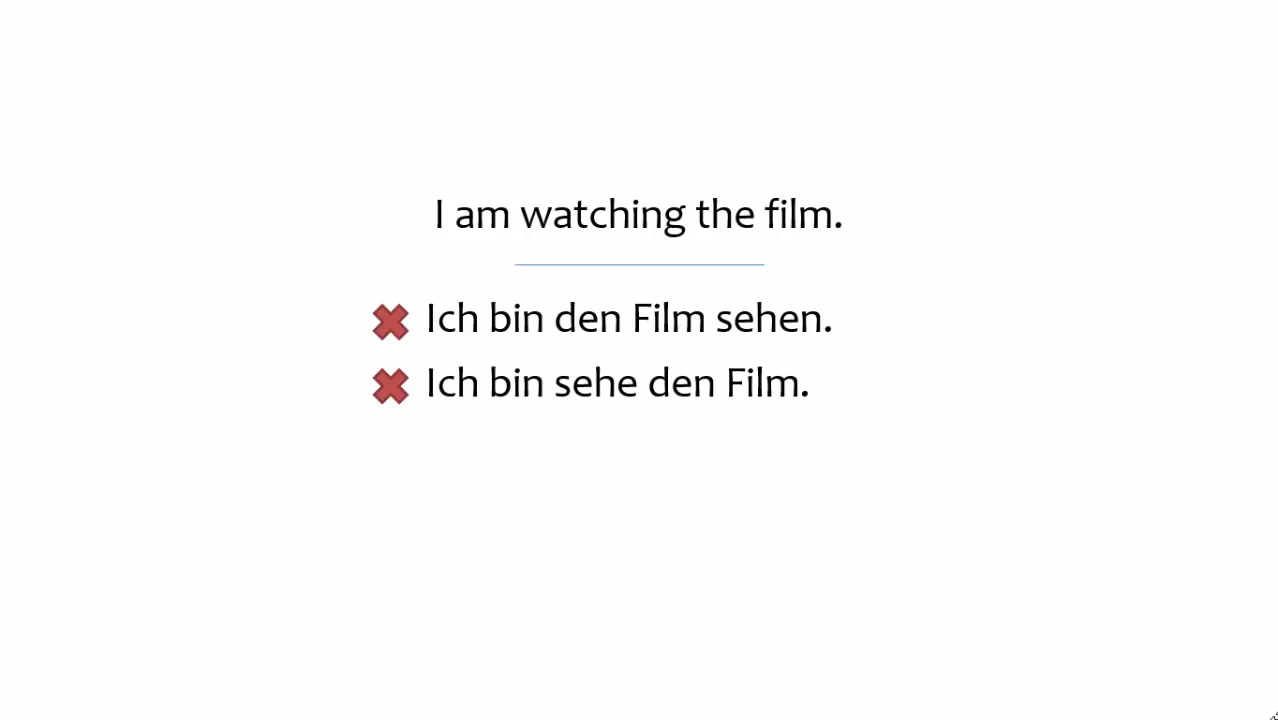 I am watching the film.
Ich bin den Film sehen.
Ich bin sehe den Film.